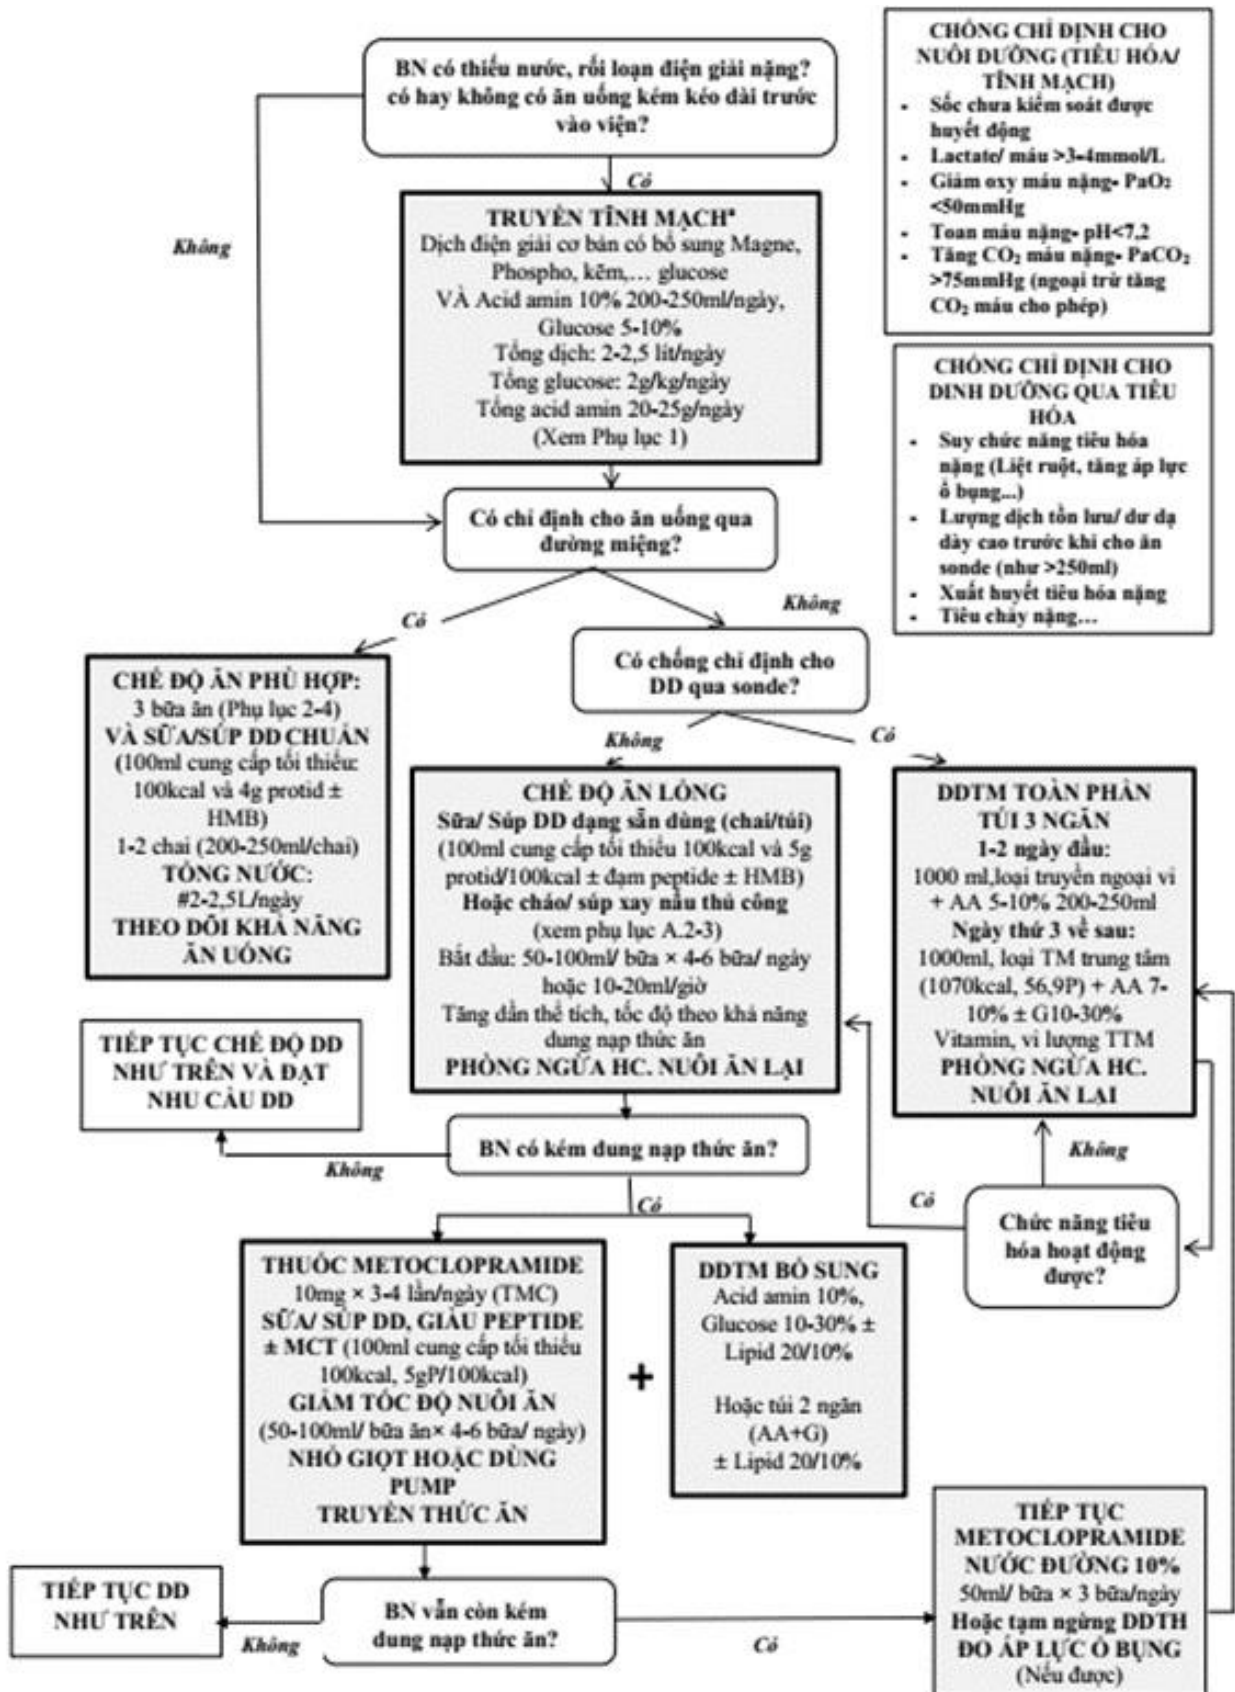 BN có thiếu nước, rối loạn điện giải nặng?
có hay không có ăn uống kém kéo dài trước
vào viện?
CHỐNG CHỈ ĐỊNH CHO
NUÔI DƯỠNG (TIÊU HÓA/
TĨNH MẠCH)
- Sốc chưa kiểm soát được
huyết động
- Lactate/ máu >3-4mmol/L
- Giảm oxy máu nặng- PaO₂
<50mmHg
- Toan máu nặng- pH<7,2
- Tăng CO₂ máu nặng- PaCO₂
>75mmHg (ngoại trừ tăng
CO₂ máu cho phép)
Có
Không
TRUYỀN TĨNH MẠCHª
Dịch điện giải cơ bản có bổ sung Magne,
Phospho, kẽm,… glucose
VÀ Acid amin 10% 200-250ml/ngày,
Glucose 5-10%
Tổng dịch: 2-2,5 lít/ngày
Tổng glucose: 2g/kg/ngày
Tổng acid amin 20-25g/ngày
(Xem Phụ lục 1)
CHỐNG CHỈ ĐỊNH CHO
DINH DƯỠNG QUA TIÊU
HÓA
- Suy chức năng tiêu hóa
nặng (Liệt ruột, tăng áp lực
ổ bụng...)
- Lượng dịch tồn lưu/ dư dạ
dày cao trước khi cho ăn
sonde (như >250ml)
- Xuất huyết tiêu hóa nặng
- Tiêu chảy nặng…
Có chỉ định cho ăn uống qua
đường miệng?
Có
Không
Có chống chỉ định cho
DD qua sonde?
Không
Có
CHẾ ĐỘ ĂN PHÙ HỢP:
3 bữa ăn (Phụ lục 2-4)
VÀ SỮA/SÚP DD CHUẨN
(100ml cung cấp tối thiểu:
100kcal và 4g protid ±
HMB)
1-2 chai (200-250ml/chai)
TỔNG NƯỚC:
#2-2,5L/ngày
THEO DÕI KHẢ NĂNG
ĂN UỐNG
CHẾ ĐỘ ĂN LỎNG
Sữa/ Súp DD dạng sẵn dùng (chai/túi)
(100ml cung cấp tối thiểu 100kcal và 5g
protid/100kcal ± đạm peptide ± HMB)
Hoặc cháo/ súp xay nấu thủ công
(xem phụ lục A.2-3)
Bắt đầu: 50-100ml/ bữa × 4-6 bữa/ ngày
hoặc 10-20ml/giờ
Tăng dần thể tích, tốc độ theo khả năng
dung nạp thức ăn
PHÒNG NGỪA HC. NUÔI ĂN LẠI
DDTM TOÀN PHẦN
TÚI 3 NGĂN
1-2 ngày đầu:
1000 ml,loại truyền ngoại vi
+ AA 5-10% 200-250ml
Ngày thứ 3 về sau:
1000ml, loại TM trung tâm
(1070kcal, 56,9P) + AA 7-
10% ± G10-30%
Vitamin, vi lượng TTM
PHÒNG NGỪA HC.
NUÔI ĂN LẠI
TIẾP TỤC CHẾ ĐỘ DD
NHƯ TRÊN VÀ ĐẠT
NHU CẦU DD
Không
BN có kém dung nạp thức ăn?
Có
Không
Có
Chức năng tiêu
hóa hoạt động
được?
THUỐC METOCLOPRAMIDE
10mg × 3-4 lần/ngày (TMC)
SỮA/ SÚP DD, GIÀU PEPTIDE
± MCT (100ml cung cấp tối thiểu
100kcal, 5gP/100kcal)
GIẢM TỐC ĐỘ NUÔI ĂN
(50-100ml/ bữa ăn× 4-6 bữa/ ngày)
NHỎ GIỌT HOẶC DÙNG
PUMP
TRUYỀN THỨC ĂN
+
DDTM BỔ SUNG
Acid amin 10%,
Glucose 10-30% ±
Lipid 20/10%
Hoặc túi 2 ngăn
(AA+G)
± Lipid 20/10%
TIẾP TỤC DD
NHƯ TRÊN
Không
BN vẫn còn kém
dung nạp thức ăn?
Có
TIẾP TỤC
METOCLOPRAMIDE
NƯỚC ĐƯỜNG 10%
50ml/ bữa × 3 bữa/ngày
Hoặc tạm ngừng DDTH
ĐO ÁP LỰC Ổ BỤNG
(Nếu được)